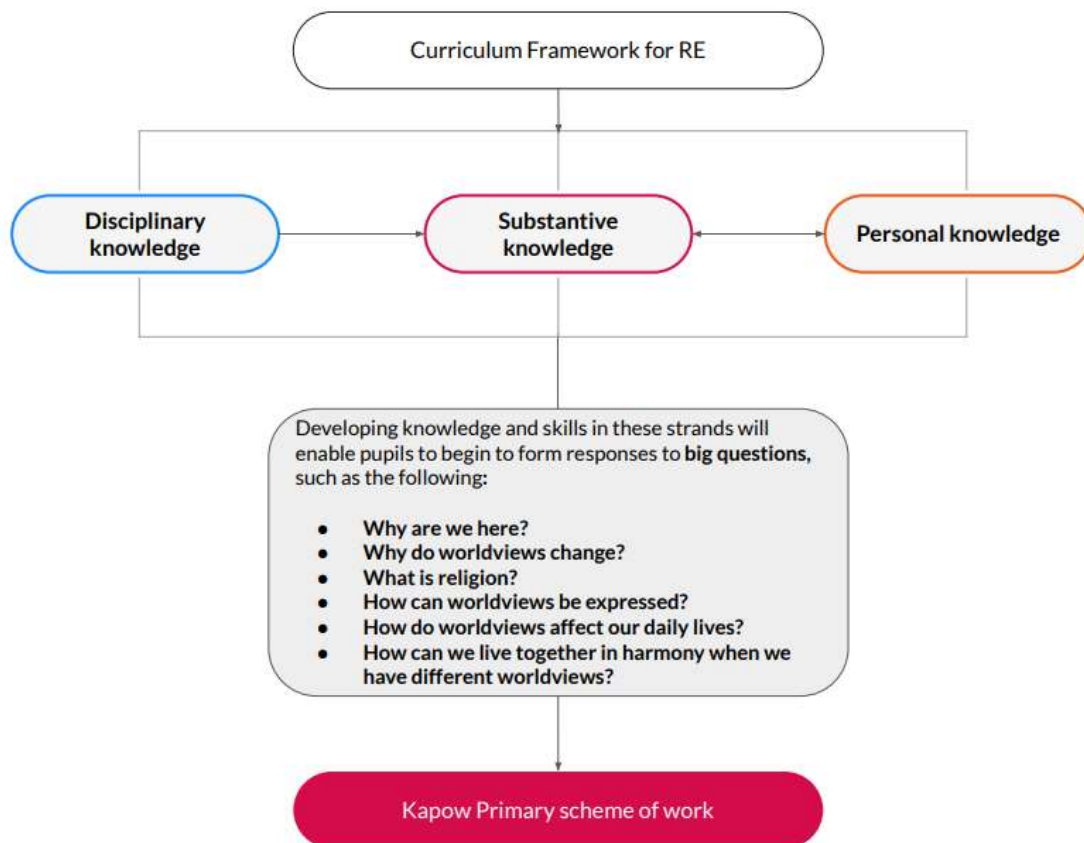 Curriculum Framework for RE
Disciplinary
knowledge
Substantive
knowledge
Personal knowledge
Developing knowledge and skills in these strands will
enable pupils to begin to form responses to big questions,
such as the following:
● Why are we here?
● Why do worldviews change?
● What is religion?
● How can worldviews be expressed?
● How do worldviews affect our daily lives?
● How can we live together in harmony when we
have different worldviews?
Kapow Primary scheme of work